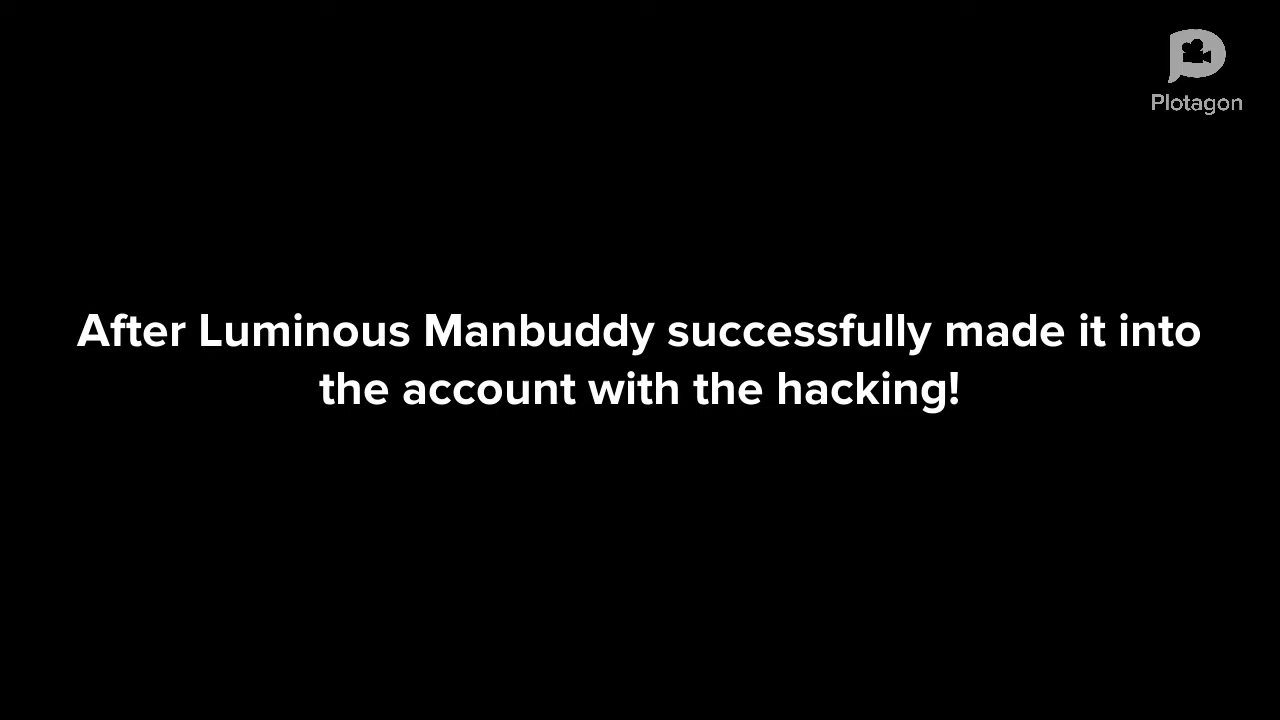 Plotagon
After Luminous Manbuddy successfully made it into
the account with the hacking!